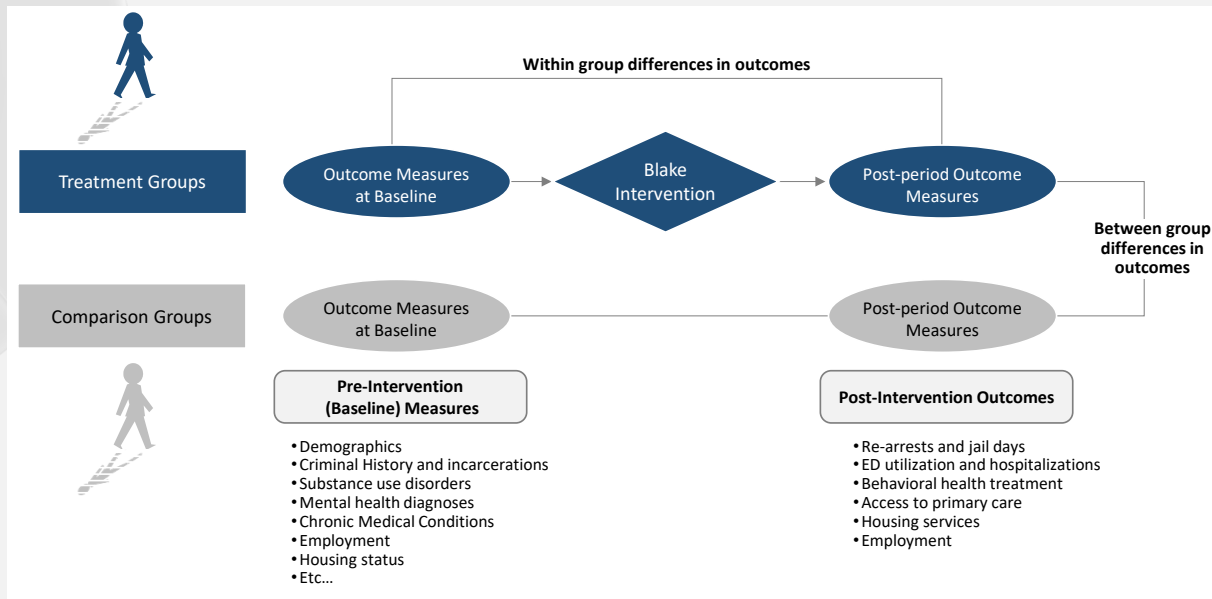 Within group differences in outcomes
Treatment Groups
Outcome Measures
at Baseline
Blake
Intervention
Post-period Outcome
Measures
Between group
differences in
outcomes
Comparison Groups
Outcome Measures
at Baseline
Post-period Outcome
Measures
Pre-Intervention
(Baseline) Measures
•Demographics
•Criminal History and incarcerations
•Substance use disorders
•Mental health diagnoses
•Chronic Medical Conditions
•Employment
•Housing status
•Etc…
Post-Intervention Outcomes
•Re-arrests and jail days
•ED utilization and hospitalizations
•Behavioral health treatment
•Access to primary care
•Housing services
•Employment